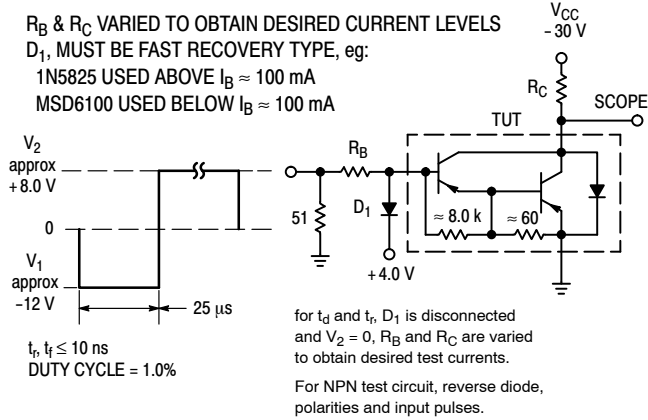 R_B & R_C VARIED TO OBTAIN DESIRED CURRENT LEVELS
D_1, MUST BE FAST RECOVERY TYPE, eg:
1N5825 USED ABOVE I_B ≈ 100 mA
MSD6100 USED BELOW I_B ≈ 100 mA
V_CC
- 30 V
R_C
SCOPE
TUT
V_2
approx
+ 8.0 V
0
V_1
approx
-12 V
25 μs
t_r, t_f ≤ 10 ns
DUTY CYCLE = 1.0%
R_B
51
D_1
+ 4.0 V
≈ 8.0 k
≈ 60
for t_d and t_r, D_1 is disconnected
and V_2 = 0, R_B and R_C are varied
to obtain desired test currents.
For NPN test circuit, reverse diode,
polarities and input pulses.